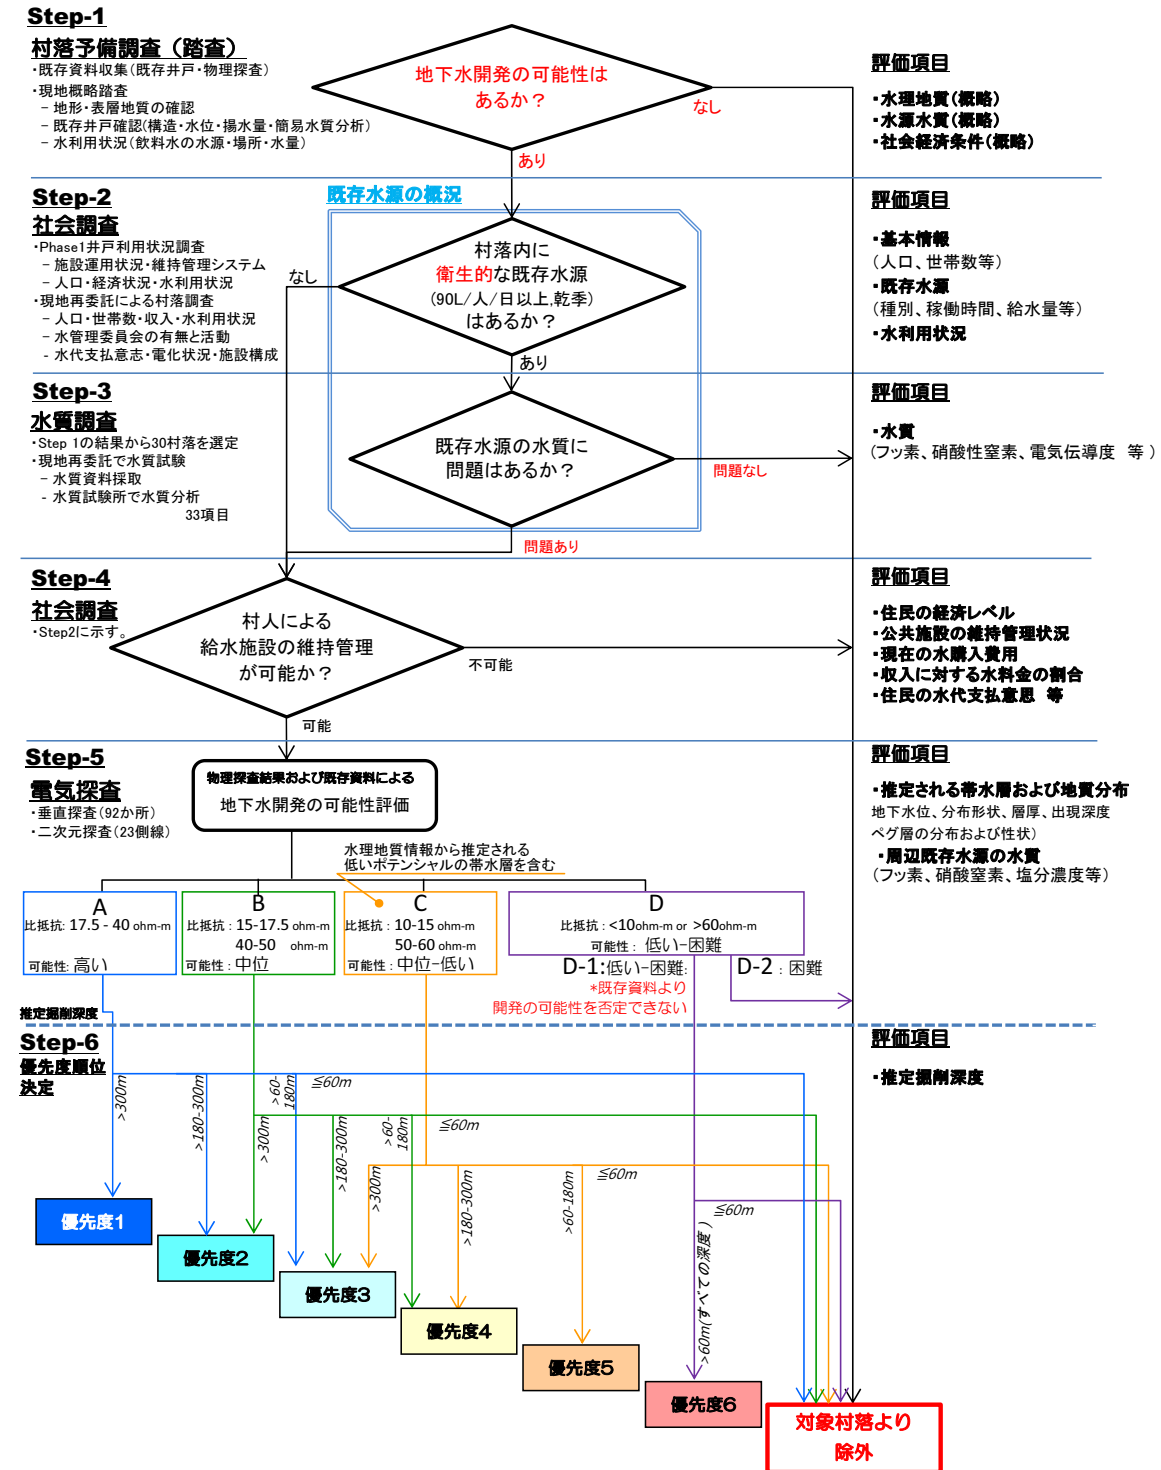 Step-1
村落予備調査（踏査）
・既存資料収集(既存井戸・物理探査)
・現地概略踏査
− 地形・表層地質の確認
− 既存井戸確認(構造・水位・揚水量・簡易水質分析)
− 水利用状況(飲料水の水源・場所・水量)
地下水開発の可能性は
あるか？
なし
あり
評価項目
・水理地質(概略)
・水源水質(概略)
・社会経済条件(概略)
Step-2
社会調査
・Phase1井戸利用状況調査
− 施設運用状況・維持管理システム
− 人口・経済状況・水利用状況
・現地再委託による村落調査
− 人口・世帯数・収入・水利用状況
− 水管理委員会の有無と活動
- 水代支払意志・電化状況・施設構成
既存水源の概況
村落内に
衛生的な既存水源
(90L/人/日以上,乾季)
はあるか？
なし
あり
評価項目
・基本情報
(人口、世帯数等)
・既存水源
(種別、稼働時間、給水量等)
・水利用状況
Step-3
水質調査
・Step 1の結果から30村落を選定
・現地再委託で水質試験
− 水質資料採取
- 水質試験所で水質分析
33項目
既存水源の水質に
問題はあるか？
問題なし
問題あり
評価項目
・水質
(フッ素、硝酸性窒素、電気伝導度 等 )
Step-4
社会調査
・Step2に示す。
村人による
給水施設の維持管理
が可能か？
不可能
可能
評価項目
・住民の経済レベル
・公共施設の維持管理状況
・現在の水購入費用
・収入に対する水料金の割合
・住民の水代支払意思 等
Step-5
電気探査
・垂直探査(92か所)
・二次元探査(23側線)
物理探査結果および既存資料による
地下水開発の可能性評価
評価項目
・推定される帯水層および地質分布
地下水位、分布形状、層厚、出現深度
ペグ層の分布および性状)
・周辺既存水源の水質
(フッ素、硝酸窒素、塩分濃度等)
水理地質情報から推定される
低いポテンシャルの帯水層を含む
A
比抵抗: 17.5 - 40 ohm-m
可能性: 高い
B
比抵抗 : 15-17.5 ohm-m
40-50 ohm-m
可能性 : 中位
C
比抵抗 : 10-15 ohm-m
50-60 ohm-m
可能性 : 中位-低い
D
比抵抗 : <10ohm-m or >60ohm-m
可能性 : 低い-困難
D-1:低い-困難:
*既存資料より
開発の可能性を否定できない
D-2 : 困難
推定掘削深度
Step-6
優先度順位
決定
評価項目
・推定掘削深度
>300m
>180-300m
>60-
180m
≦60m
>300m
>180-300m
>60-
180m
≦60m
>300m
>180-300m
>60-180m
≦60m
>60m(すべての深度 )
≦60m
優先度1
優先度2
優先度3
優先度4
優先度5
優先度6
対象村落より
除外